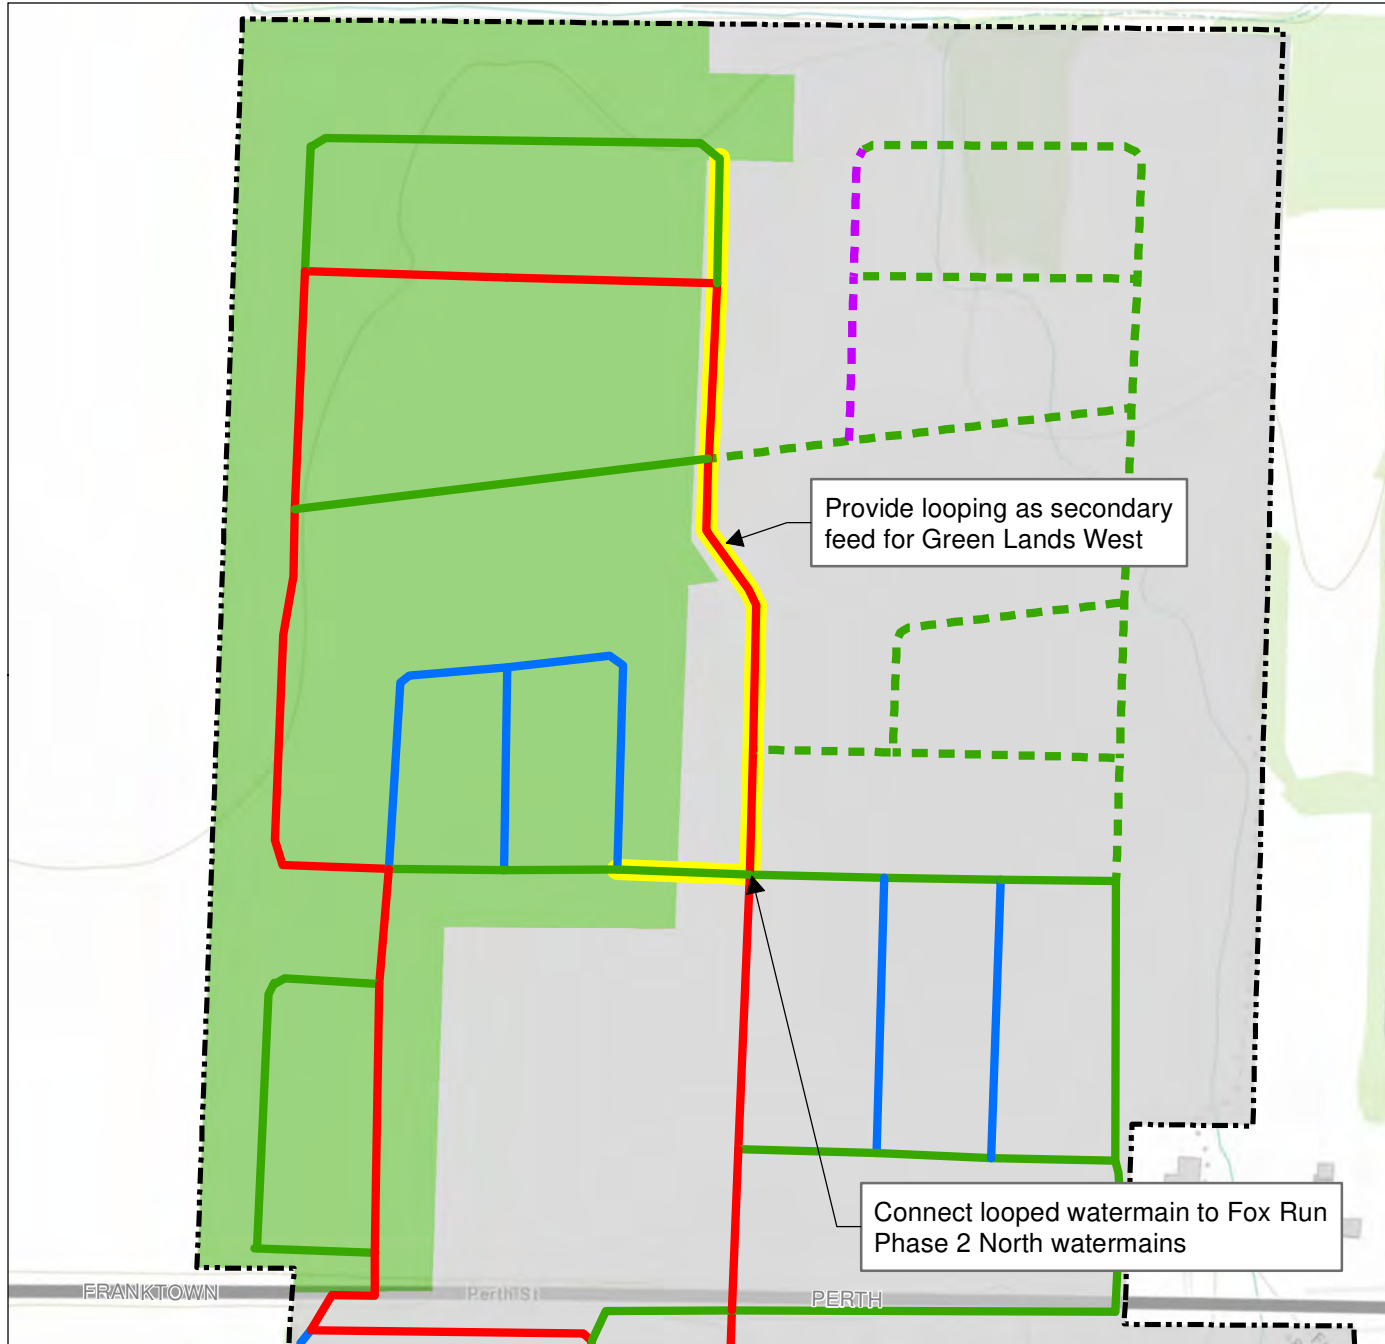 Provide looping as secondary
feed for Green Lands West
Connect looped watermain to Fox Run
Phase 2 North watermains
FRANKTOWN
Perth St
PERTH